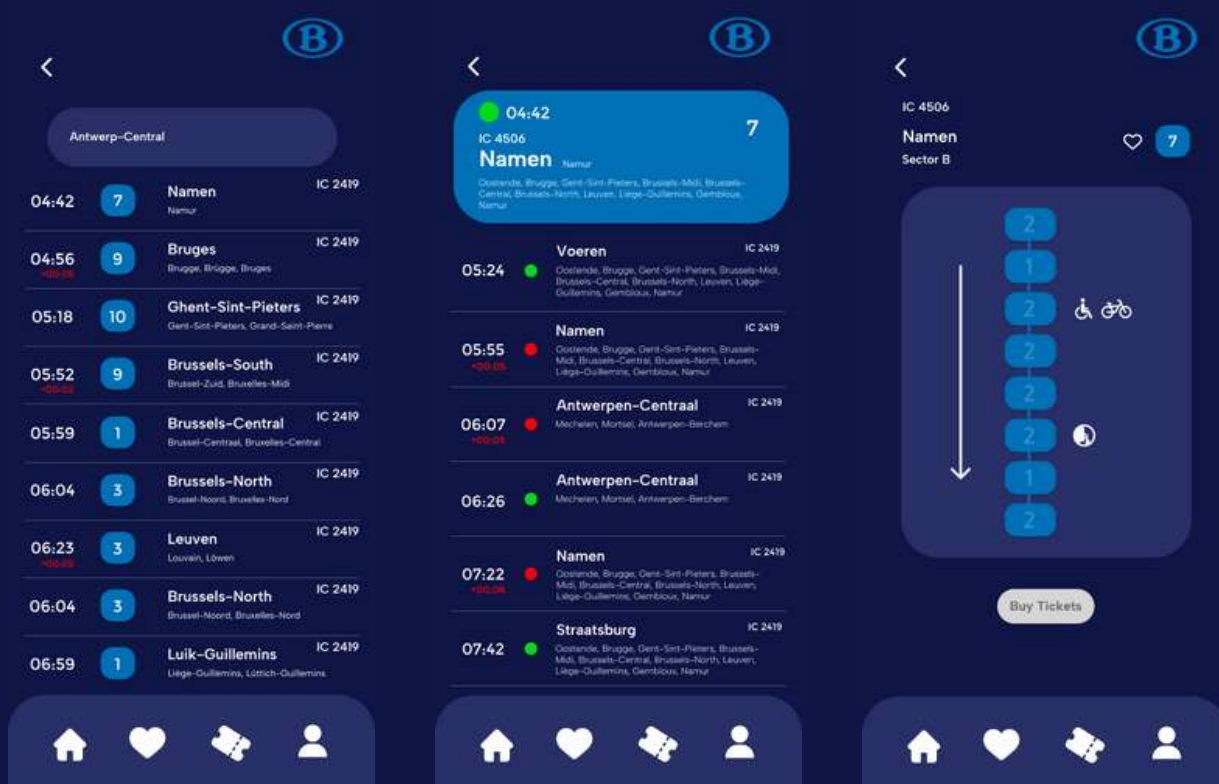 B
Antwerp-Central
04:42
7
Namen
IC 2419
Namur
04:56
+00:05
9
Bruges
IC 2419
Brugge, Brügge, Bruges
05:18
10
Ghent-Sint-Pieters
IC 2419
Gent-Sint-Pieters, Grand-Saint-Pierre
05:52
9
Brussels-South
IC 2419
Brussel-Zuid, Bruxelles-Midi
05:59
1
Brussels-Central
IC 2419
Brussel-Centraal, Bruxelles-Central
06:04
3
Brussels-North
IC 2419
Brussel-Noord, Bruxelles-Nord
06:23
+00:05
3
Leuven
IC 2419
Louvain, Löwen
06:04
3
Brussels-North
IC 2419
Brussel-Noord, Bruxelles-Nord
06:59
1
Luik-Guillemins
IC 2419
Liège-Guillemins, Lüttich-Guillemins
B
04:42
IC 4506
7
Namen Namur
Oostende, Brugge, Gent-Sint-Pieters, Brussels-Midi, Brussels-
Central, Brussels-North, Leuven, Liège-Guillemins, Gembloux,
Namur
05:24
Voeren
IC 2419
Oostende, Brugge, Gent-Sint-Pieters, Brussels-Midi,
Brussels-Central, Brussels-North, Leuven, Liège-
Guillemins, Gembloux, Namur
05:55
+00:05
Namen
IC 2419
Oostende, Brugge, Gent-Sint-Pieters, Brussels-
Midi, Brussels-Central, Brussels-North, Leuven,
Liège-Guillemins, Gembloux, Namur
06:07
+00:05
Antwerpen-Centraal
IC 2419
Mechelen, Mortsel, Antwerpen-Berchem
06:26
Antwerpen-Centraal
IC 2419
Mechelen, Mortsel, Antwerpen-Berchem
07:22
Namen
IC 2419
Oostende, Brugge, Gent-Sint-Pieters, Brussels-
Midi, Brussels-Central, Brussels-North, Leuven,
Liège-Guillemins, Gembloux, Namur
07:42
Straatsburg
IC 2419
Oostende, Brugge, Gent-Sint-Pieters, Brussels-
Midi, Brussels-Central, Brussels-North, Leuven,
Liège-Guillemins, Gembloux, Namur
B
IC 4506
Namen
7
Sector B
2
1
2
2
2
2
1
2
Buy Tickets